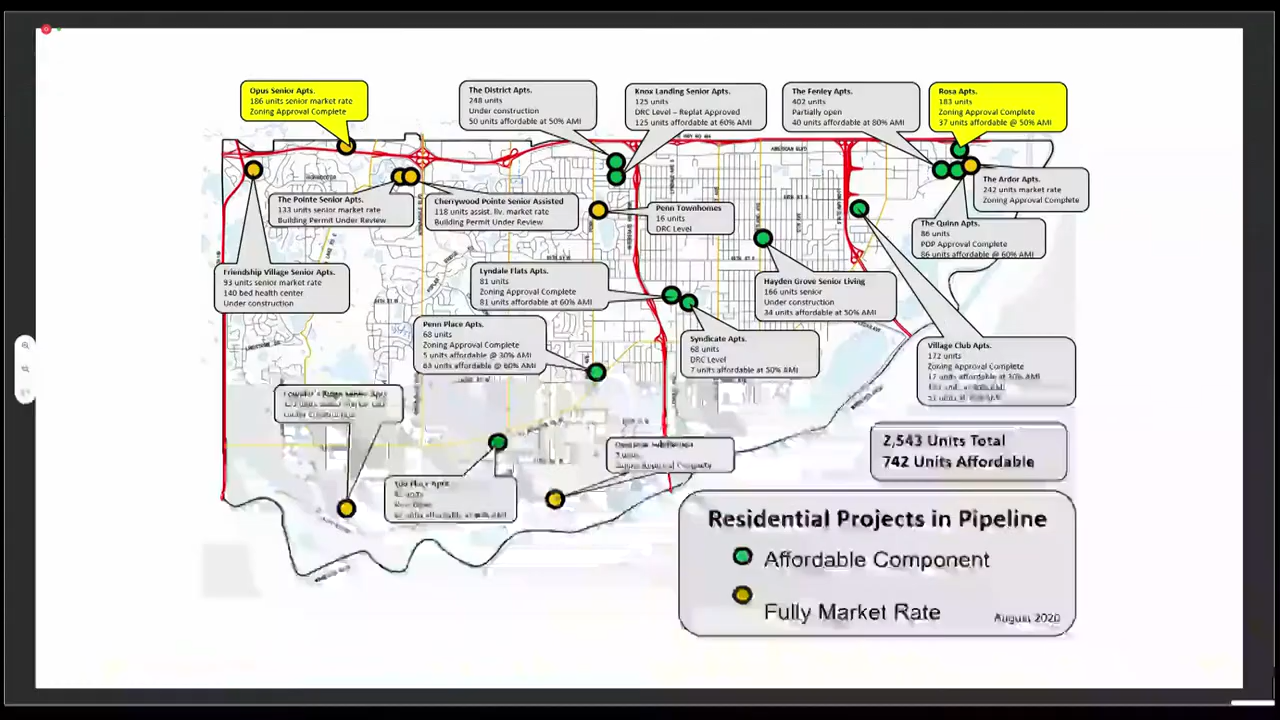 Opus Senior Apts.
186 units senior market rate
Zoning Approval Complete
The District Apts.
248 units
Under construction
50 units affordable at 50% AMI
Knox Landing Senior Apts.
125 units
DRC Level – Replat Approved
125 units affordable at 60% AMI
The Fenley Apts.
402 units
Partially open
40 units affordable at 80% AMI
Rosa Apts.
183 units
Zoning Approval Complete
37 units affordable @ 50% AMI
AMERICAN BLVD
The Pointe Senior Apts.
133 units senior market rate
Building Permit Under Review
Cherrywood Pointe Senior Assisted
118 units assist. liv. market rate
Building Permit Under Review
Penn Townhomes
16 units
DRC Level
The Ardor Apts.
242 units market rate
Zoning Approval Complete
The Quinn Apts.
86 units
PDP Approval Complete
86 units affordable @ 60% AMI
Friendship Village Senior Apts.
93 units senior market rate
140 bed health center
Under construction
Lyndale Flats Apts.
81 units
Zoning Approval Complete
81 units affordable at 60% AMI
Hayden Grove Senior Living
166 units senior
Under construction
34 units affordable at 50% AMI
Penn Place Apts.
68 units
Zoning Approval Complete
5 units affordable @ 30% AMI
63 units affordable @ 60% AMI
Syndicate Apts.
68 units
DRC Level
7 units affordable at 50% AMI
Village Club Apts.
172 units
Zoning Approval Complete
17 units affordable at 30% AMI
2,543 Units Total
742 Units Affordable
Residential Projects in Pipeline
Affordable Component
Fully Market Rate
August 2020